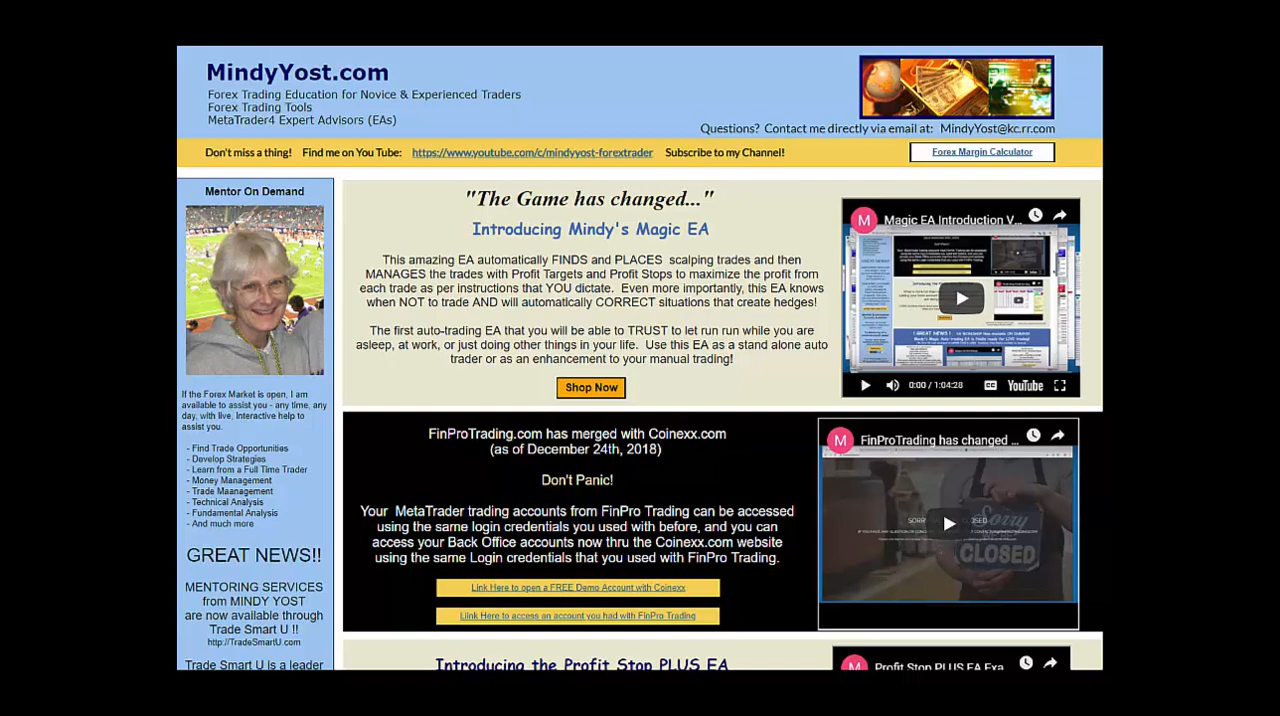 MindyYost.com
Forex Trading Education for Novice & Experienced Traders
Forex Trading Tools
MetaTrader4 Expert Advisors (EAs)
Questions? Contact me directly via email at: MindyYost@kc.rr.com
Don't miss a thing! Find me on You Tube: https://www.youtube.com/c/mindyyost-forextrader Subscribe to my Channel!
Forex Margin Calculator
Mentor On Demand
If the Forex Market is open, I am
available to assist you - any time, any
day, with live, Interactive help to
assist you.
- Find Trade Opportunities
- Develop Strategies
- Learn from a Full Time Trader
- Money Management
- Trade Maanagement
- Technical Analysis
- Fundamental Analysis
- And much more
GREAT NEWS!!
MENTORING SERVICES
from MINDY YOST
are now available through
Trade Smart U !!
http://TradeSmartU.com
Trade Smart U is a leader
"The Game has changed..."
Introducing Mindy's Magic EA
This amazing EA automatically FINDS and PLACES scalping trades and then
MANAGES the trades with Profit Targets and Profit Stops to maximize the profit from
each trade as per instructions that YOU dictate. Even more importantly, this EA knows
when NOT to trade AND will automatically CORRECT situations that create hedges!
The first auto-trading EA that you will be able to TRUST to let run run while you are
at work, or just doing other things in your life. Use this EA as a stand alone auto
trader or as an enhancement to your manual trading!
Shop Now
M Magic EA Introduction V...
0:00 / 1:04:28 CC YouTube
FinProTrading.com has merged with Coinexx.com
(as of December 24th, 2018)
Don't Panic!
Your MetaTrader trading accounts from FinPro Trading can be accessed
using the same login credentials you used with before, and you can
access your Back Office accounts now thru the Coinexx.com website
using the same Login credentials that you used with FinPro Trading.
Link Here to open a FREE Demo Account with Coinexx
Liink Here to access an account you had with FinPro Trading
M FinProTrading has changed ...
Sorry
CLOSED
Introducing the Profit Stop PLUS EA
M Profit Stop PLUS EA Exa...